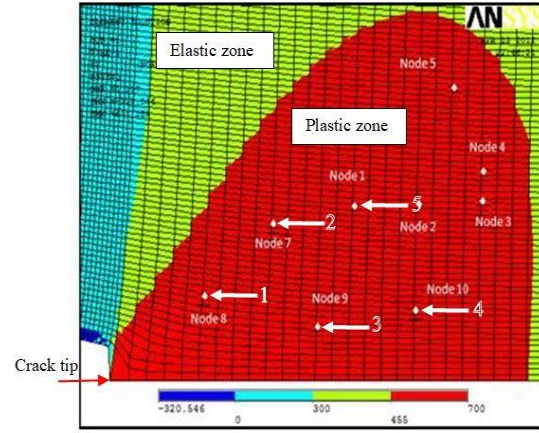 ANSYS
Elastic zone
Node 5
Plastic zone
Node 4
Node 1
5
2
Node 2
Node 3
Node 7
Node 10
1
Node 9
4
Node 8
3
Crack tip
-320.546
300
700
0
455